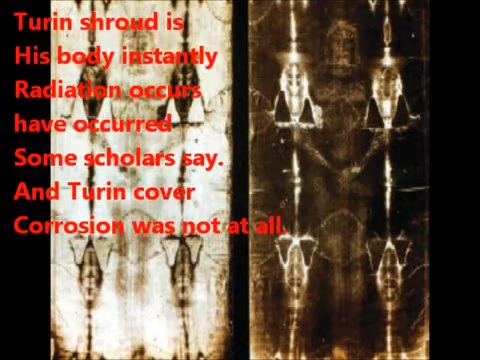 Turin shroud is
His body instantly
Radiation occurs
have occurred
Some scholars say.
And Turin cover
Corrosion was not at all.